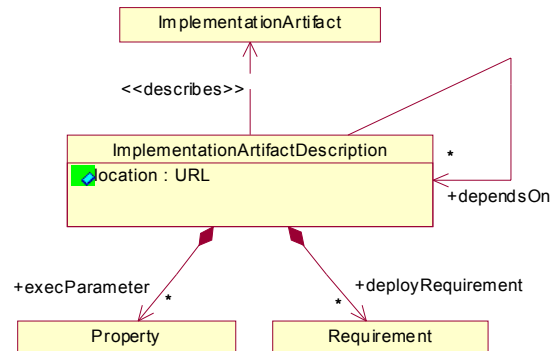 ImplementationArtifact
<<describes>>
ImplementationArtifactDescription
location : URL
*
+dependsOn
+execParameter
*
+deployRequirement
*
Property
Requirement